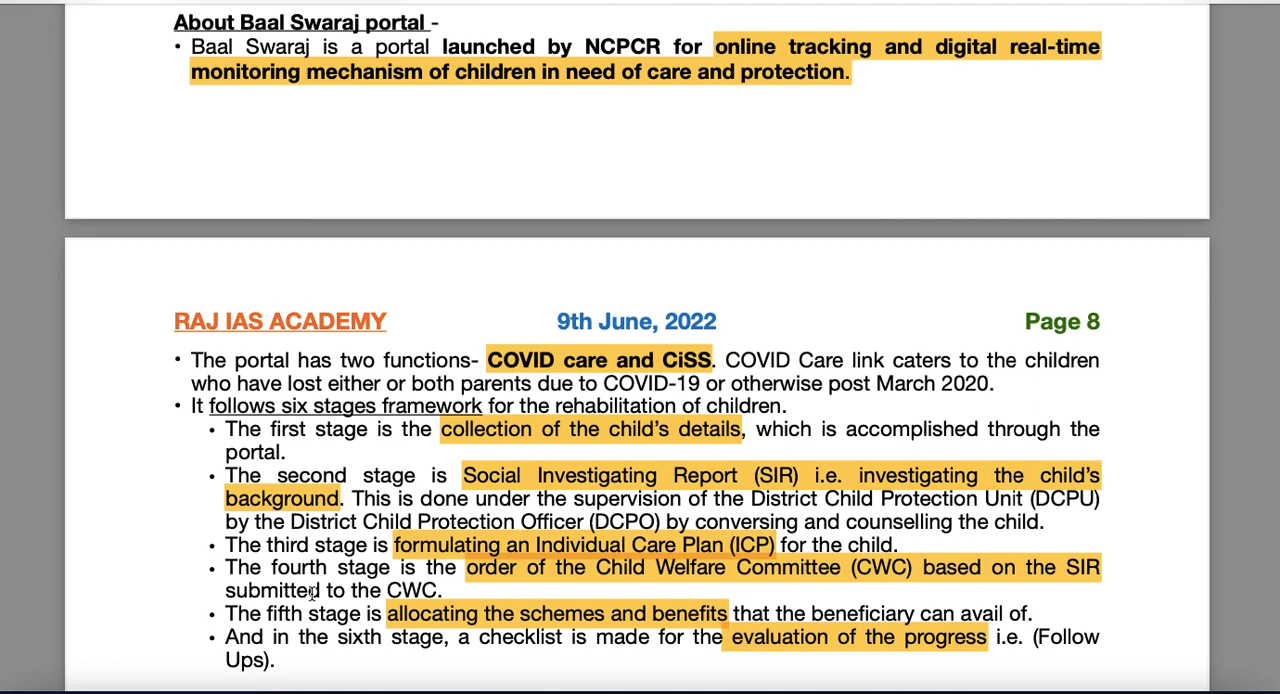 About Baal Swaraj portal -
• Baal Swaraj is a portal launched by NCPCR for online tracking and digital real-time
monitoring mechanism of children in need of care and protection.
RAJ IAS ACADEMY 9th June, 2022 Page 8
• The portal has two functions- COVID care and CiSS. COVID Care link caters to the children
who have lost either or both parents due to COVID-19 or otherwise post March 2020.
• It follows six stages framework for the rehabilitation of children.
• The first stage is the collection of the child's details, which is accomplished through the
portal.
• The second stage is Social Investigating Report (SIR) i.e. investigating the child's
background. This is done under the supervision of the District Child Protection Unit (DCPU)
by the District Child Protection Officer (DCPO) by conversing and counselling the child.
• The third stage is formulating an Individual Care Plan (ICP) for the child.
• The fourth stage is the order of the Child Welfare Committee (CWC) based on the SIR
submitted to the CWC.
• The fifth stage is allocating the schemes and benefits that the beneficiary can avail of.
• And in the sixth stage, a checklist is made for the evaluation of the progress i.e. (Follow
Ups).